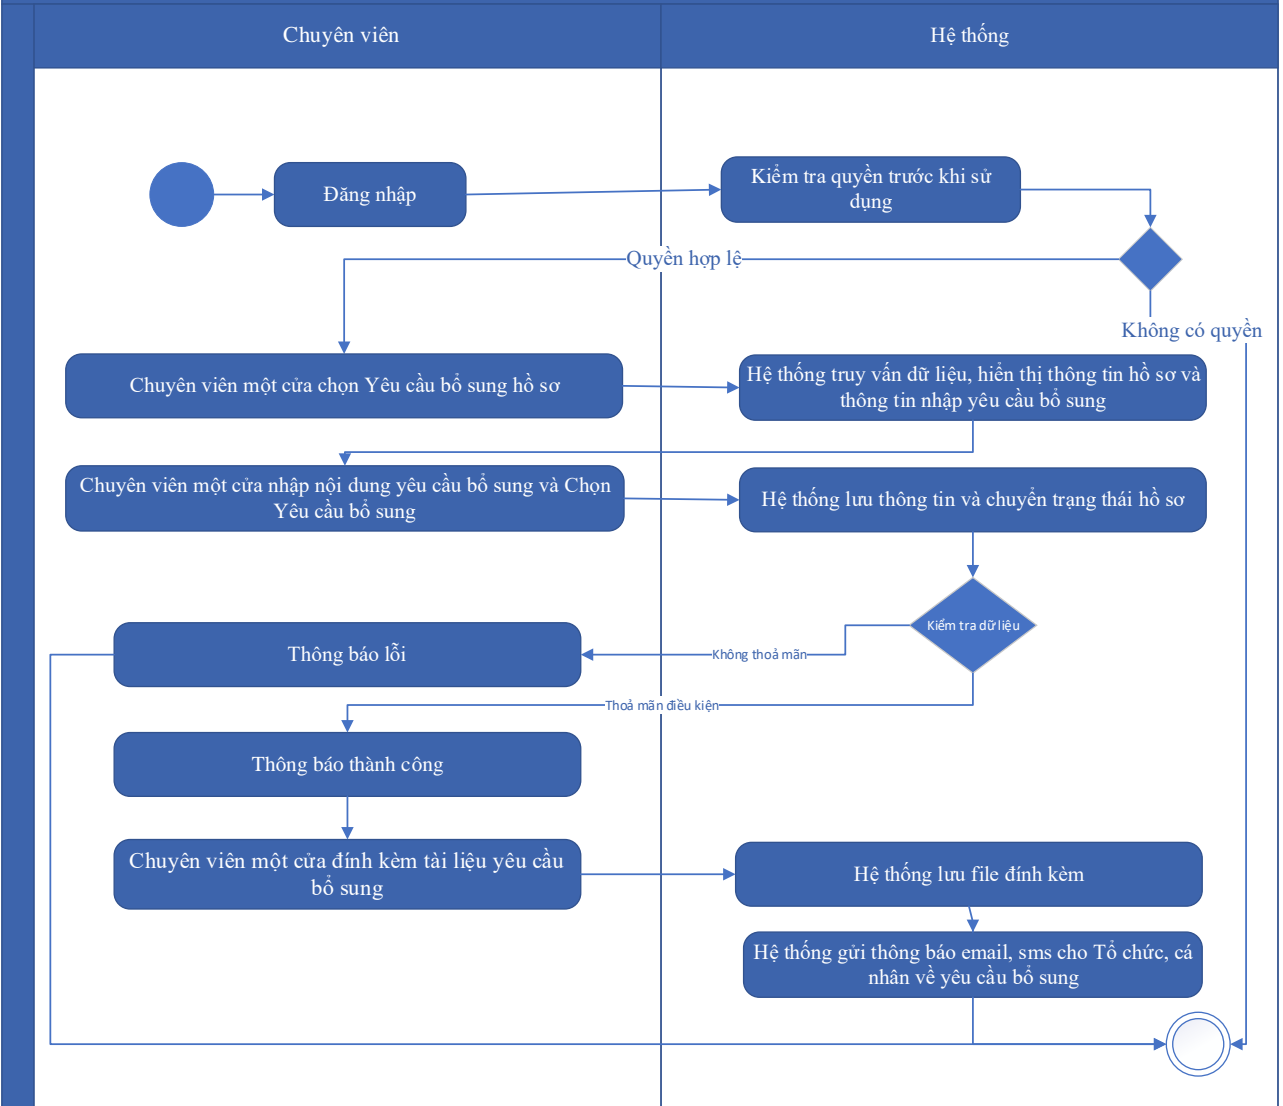 Chuyên viên
Hệ thống
Đăng nhập
Kiểm tra quyền trước khi sử
dụng
Quyền hợp lệ
Không có quyền
Chuyên viên một cửa chọn Yêu cầu bổ sung hồ sơ
Hệ thống truy vấn dữ liệu, hiển thị thông tin hồ sơ và
thông tin nhập yêu cầu bổ sung
Chuyên viên một cửa nhập nội dung yêu cầu bổ sung và Chọn
Yêu cầu bổ sung
Hệ thống lưu thông tin và chuyển trạng thái hồ sơ
Kiểm tra dữ liệu
Thông báo lỗi
Không thoả mãn
Thoả mãn điều kiện
Thông báo thành công
Chuyên viên một cửa đính kèm tài liệu yêu cầu
bổ sung
Hệ thống lưu file đính kèm
Hệ thống gửi thông báo email, sms cho Tổ chức, cá
nhân về yêu cầu bổ sung